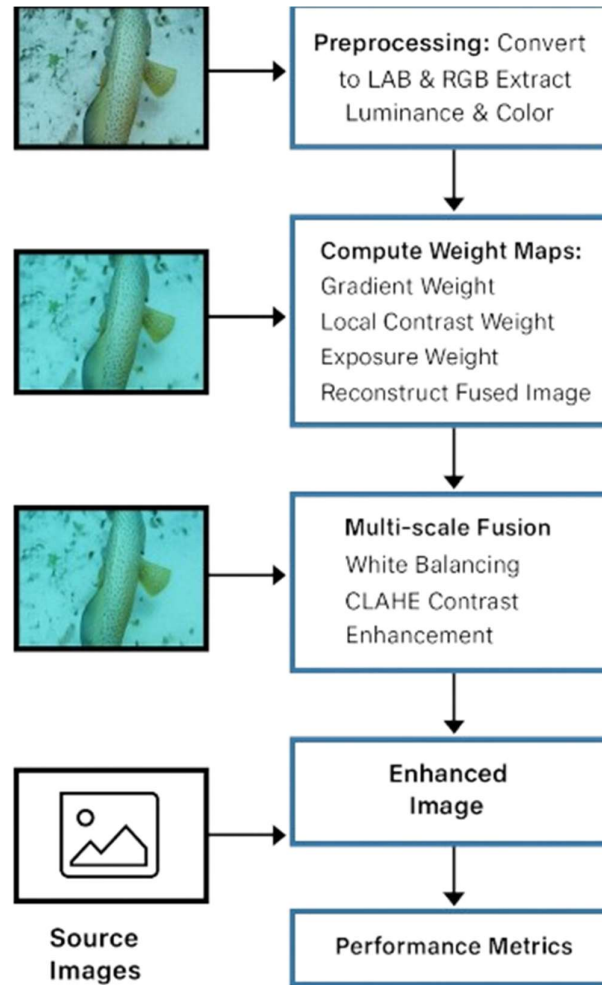 Preprocessing: Convert
to LAB & RGB Extract
Luminance & Color
Compute Weight Maps:
Gradient Weight
Local Contrast Weight
Exposure Weight
Reconstruct Fused Image
Multi-scale Fusion
White Balancing
CLAHE Contrast
Enhancement
Enhanced
Image
Source
Images
Performance Metrics